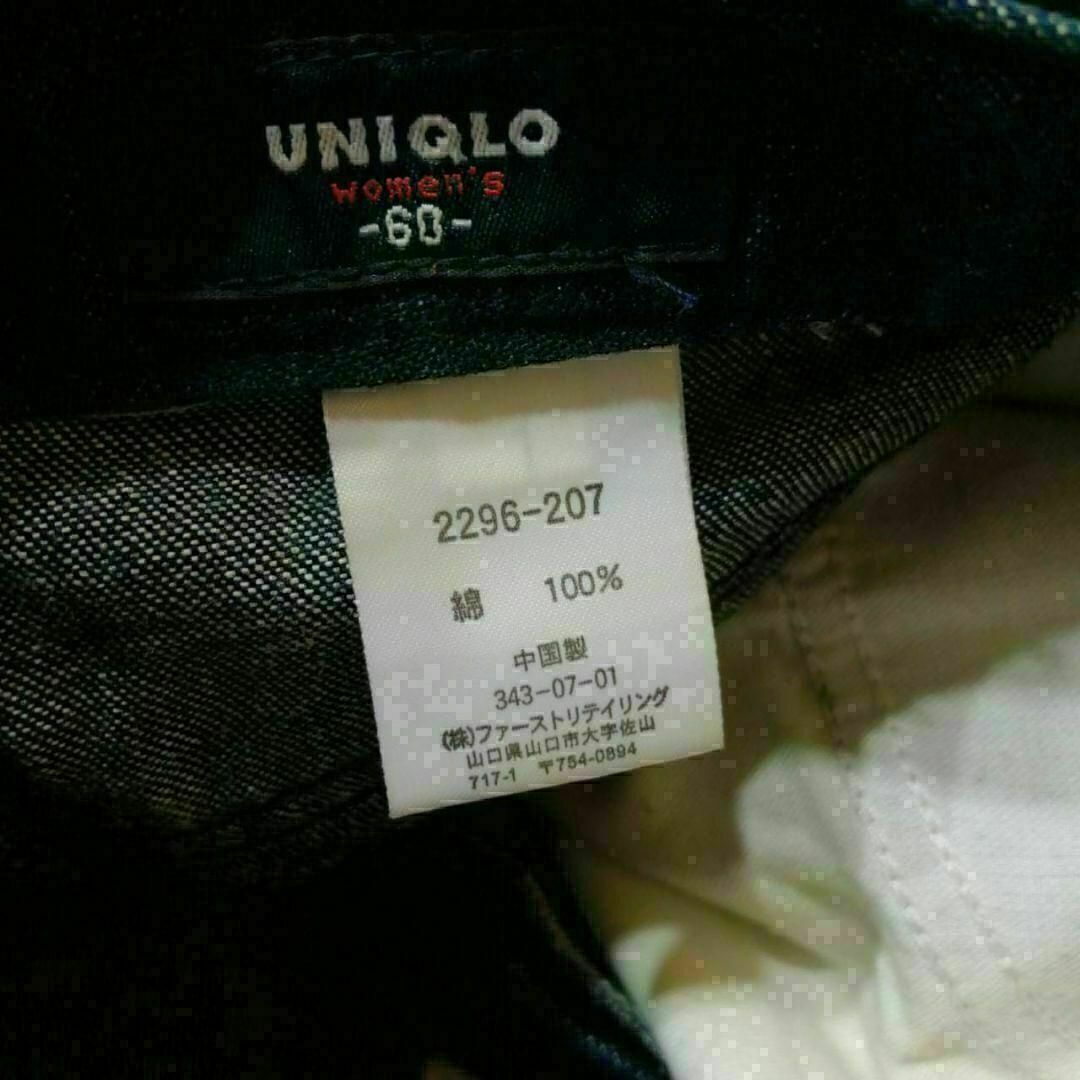 UNIQLO
women's
-60-
2296-207
綿 100%
中国製
343-07-01
(株)ファーストリテイリング
山口県山口市大字佐山
717-1 〒754-0894